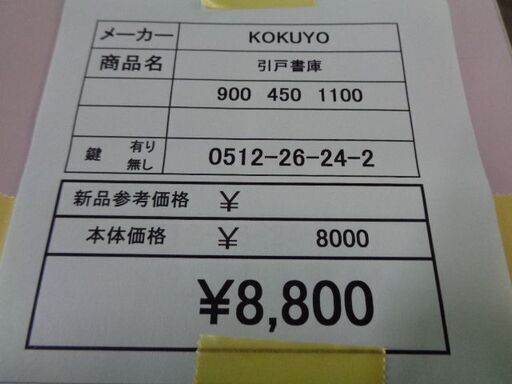 メーカー KOKUYO
商品名 引戸書庫
900 450 1100
鍵 有り 無し 0512-26-24-2
新品参考価格 ¥
本体価格 ¥ 8000
¥8,800